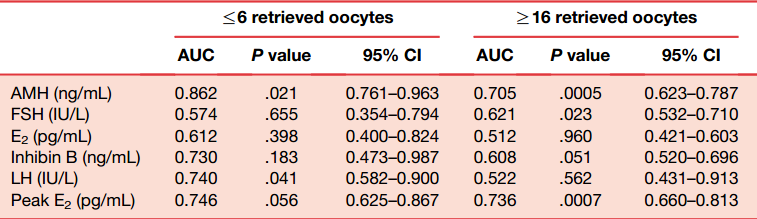 ≤6 retrieved oocytes ≥16 retrieved oocytes
AUC P value 95% CI AUC P value 95% CI
AMH (ng/mL) 0.862 .021 0.761–0.963 0.705 .0005 0.623–0.787
FSH (IU/L) 0.574 .655 0.354–0.794 0.621 .023 0.532–0.710
E₂ (pg/mL) 0.612 .398 0.400–0.824 0.512 .960 0.421–0.603
Inhibin B (ng/mL) 0.730 .183 0.473–0.987 0.608 .051 0.520–0.696
LH (IU/L) 0.740 .041 0.582–0.900 0.522 .562 0.431–0.913
Peak E₂ (pg/mL) 0.746 .056 0.625–0.867 0.736 .0007 0.660–0.813